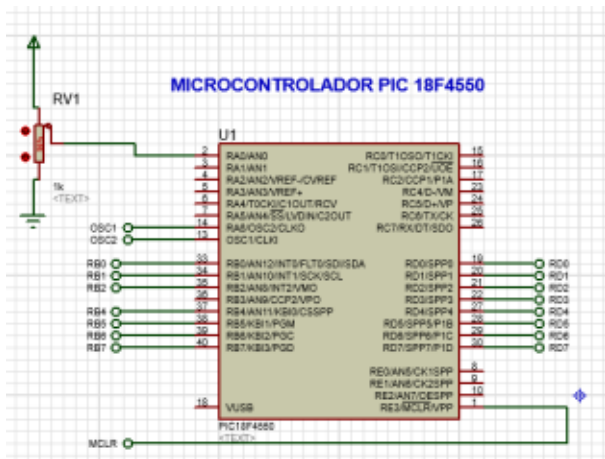 MICROCONTROLADOR PIC 18F4550
RV1
1k
<TEXT>
U1
2 RA0/AN0 RC0/T1OSO/T1CKI 15
3 RA1/AN1 RC1/T1OSI/CCP2/UOE 16
4 RA2/AN2/VREF-/CVREF RC2/CCP1/P1A 17
5 RA3/AN3/VREF+ RC4/D-/VM 23
6 RA4/T0CKI/C1OUT/RCV RC5/D+/VP 24
7 RA5/AN4/SS/LVDIN/C2OUT RC6/TX/CK 25
OSC1 14 RA6/OSC2/CLKO RC7/RX/DT/SDO 26
OSC2 13 OSC1/CLKI
RB0 33 RB0/AN12/INT0/FLT0/SDI/SDA RD0/SPP0 19 RD0
RB1 34 RB1/AN10/INT1/SCK/SCL RD1/SPP1 20 RD1
RB2 35 RB2/AN8/INT2/VMO RD2/SPP2 21 RD2
36 RB3/AN9/CCP2/VPO RD3/SPP3 22 RD3
RB4 37 RB4/AN11/KBI0/CSSPP RD4/SPP4 27 RD4
RB5 38 RB5/KBI1/PGM RD5/SPP5/P1B 28 RD5
RB6 39 RB6/KBI2/PGC RD6/SPP6/P1C 29 RD6
RB7 40 RB7/KBI3/PGD RD7/SPP7/P1D 30 RD7
RE0/AN5/CK1SPP 8
RE1/AN6/CK2SPP 9
RE2/AN7/OESPP 10
18 VUSB RE3/MCLR/VPP 1
PIC18F4550
<TEXT>
MCLR